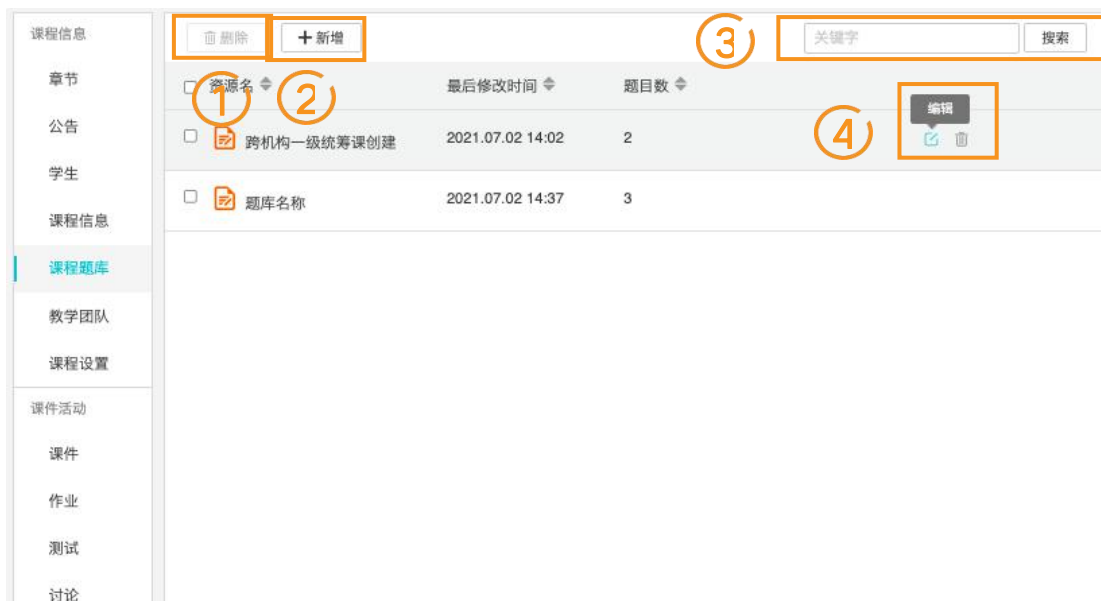 课程信息
章节
公告
学生
课程信息
课程题库
教学团队
课程设置
课件活动
课件
作业
测试
讨论
删除 新增 ③ 关键字 搜索
资源名 最后修改时间 题目数
① ② 编辑
跨机构一级统筹课创建 2021.07.02 14:02 2 ④
题库名称 2021.07.02 14:37 3